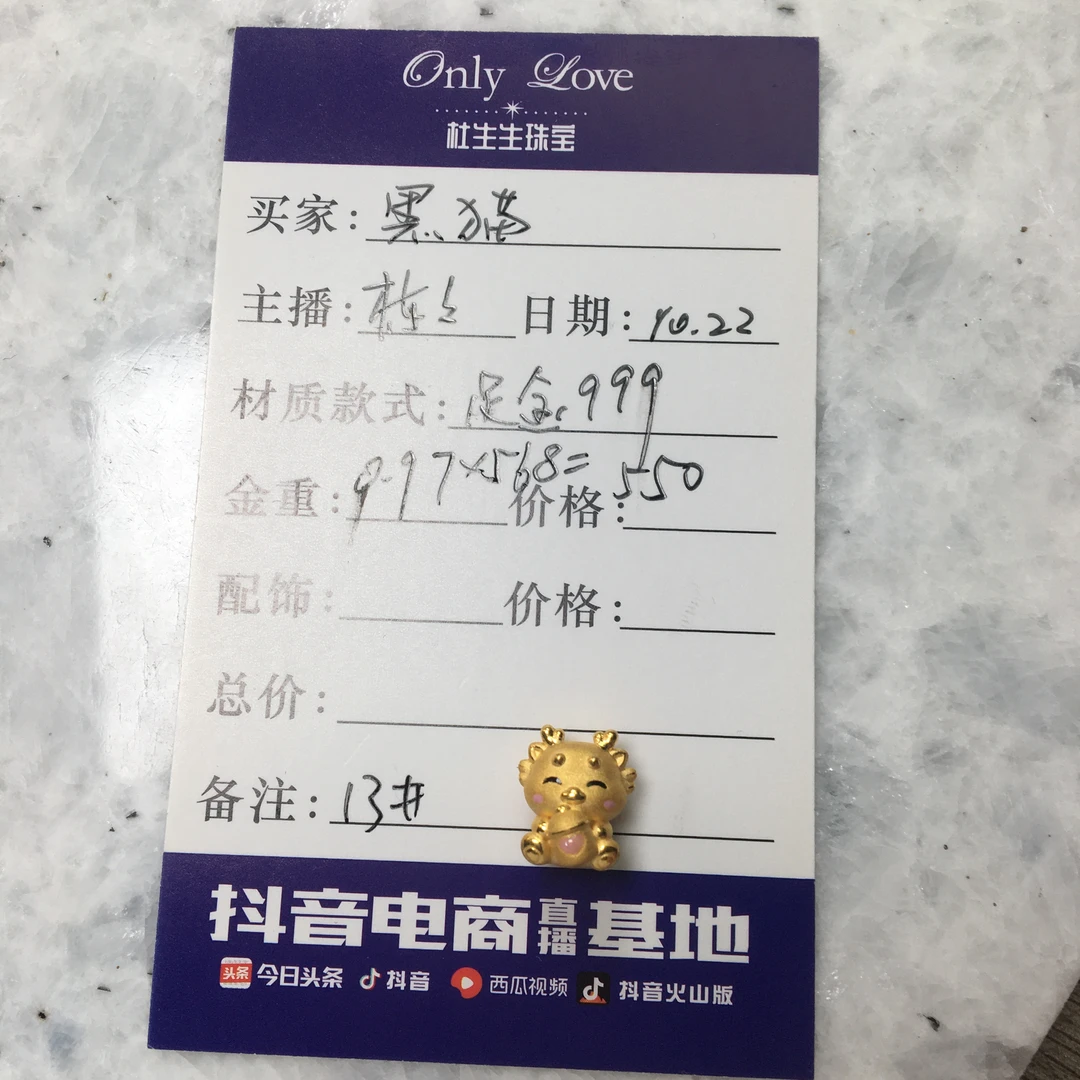 Only Love
杜生生珠宝
买家: 黑猫
主播: 日期: 10.22
材质款式: 足金999
金重: 0.97×568= 价格: 550
配饰: 价格:
总价:
备注: 13#
抖音电商直播基地
头条 今日头条 抖音 西瓜视频 抖音火山版